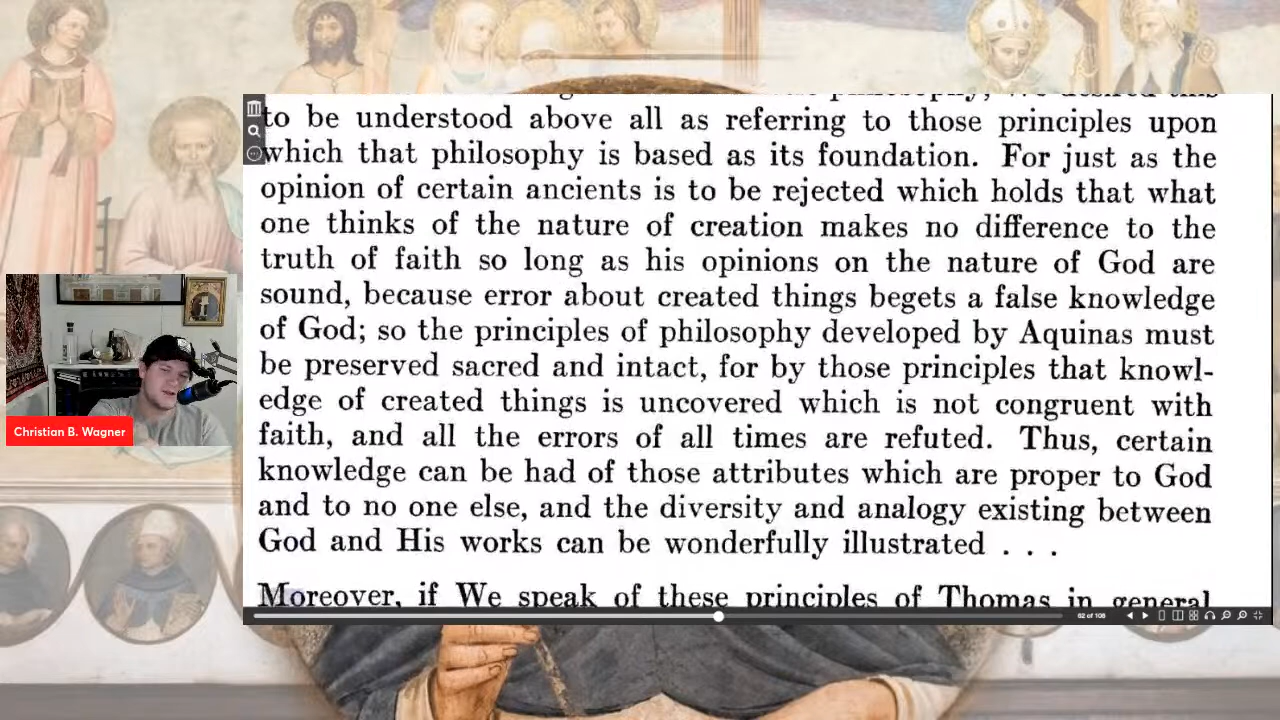 to be understood above all as referring to those principles upon
which that philosophy is based as its foundation. For just as the
opinion of certain ancients is to be rejected which holds that what
one thinks of the nature of creation makes no difference to the
truth of faith so long as his opinions on the nature of God are
sound, because error about created things begets a false knowledge
of God; so the principles of philosophy developed by Aquinas must
be preserved sacred and intact, for by those principles that knowl-
edge of created things is uncovered which is not congruent with
faith, and all the errors of all times are refuted. Thus, certain
knowledge can be had of those attributes which are proper to God
and to no one else, and the diversity and analogy existing between
God and His works can be wonderfully illustrated . . .
Moreover, if We speak of these principles of Thomas in general
Christian B. Wagner
62 of 108